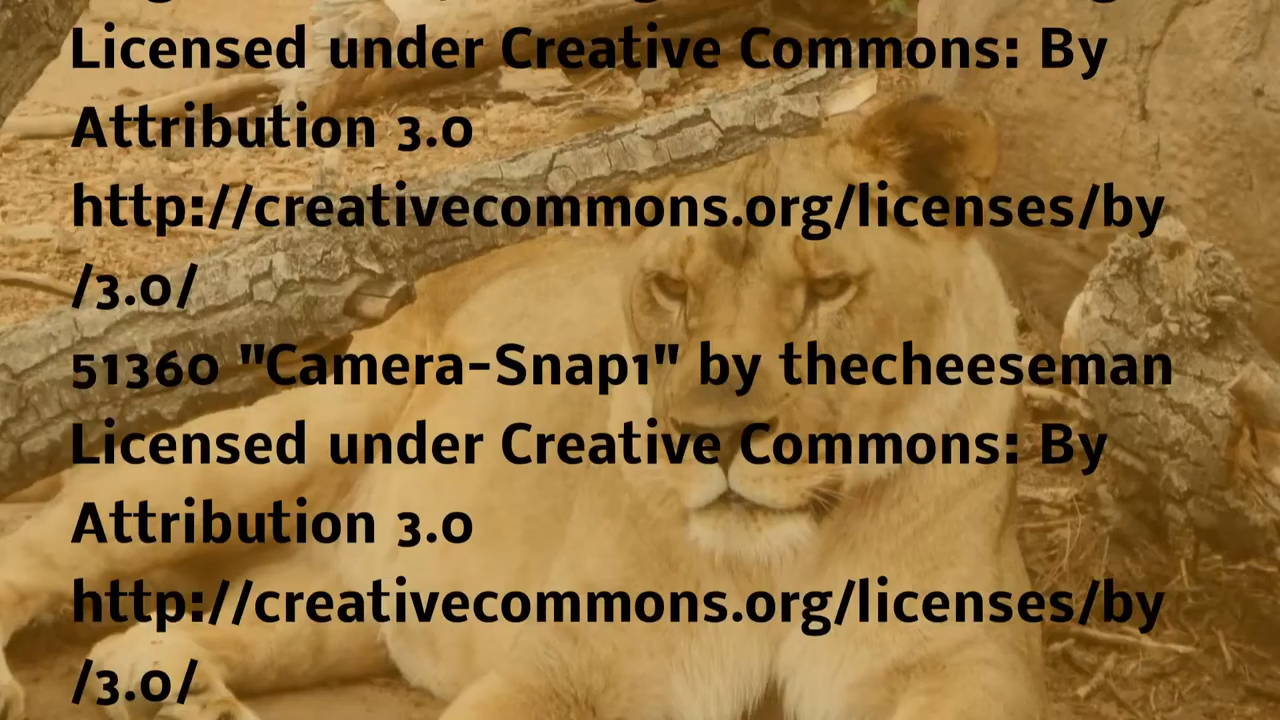 Licensed under Creative Commons: By
Attribution 3.0
http://creativecommons.org/licenses/by
/3.0/
51360 "Camera-Snap1" by thecheeseman
Licensed under Creative Commons: By
Attribution 3.0
http://creativecommons.org/licenses/by
/3.0/